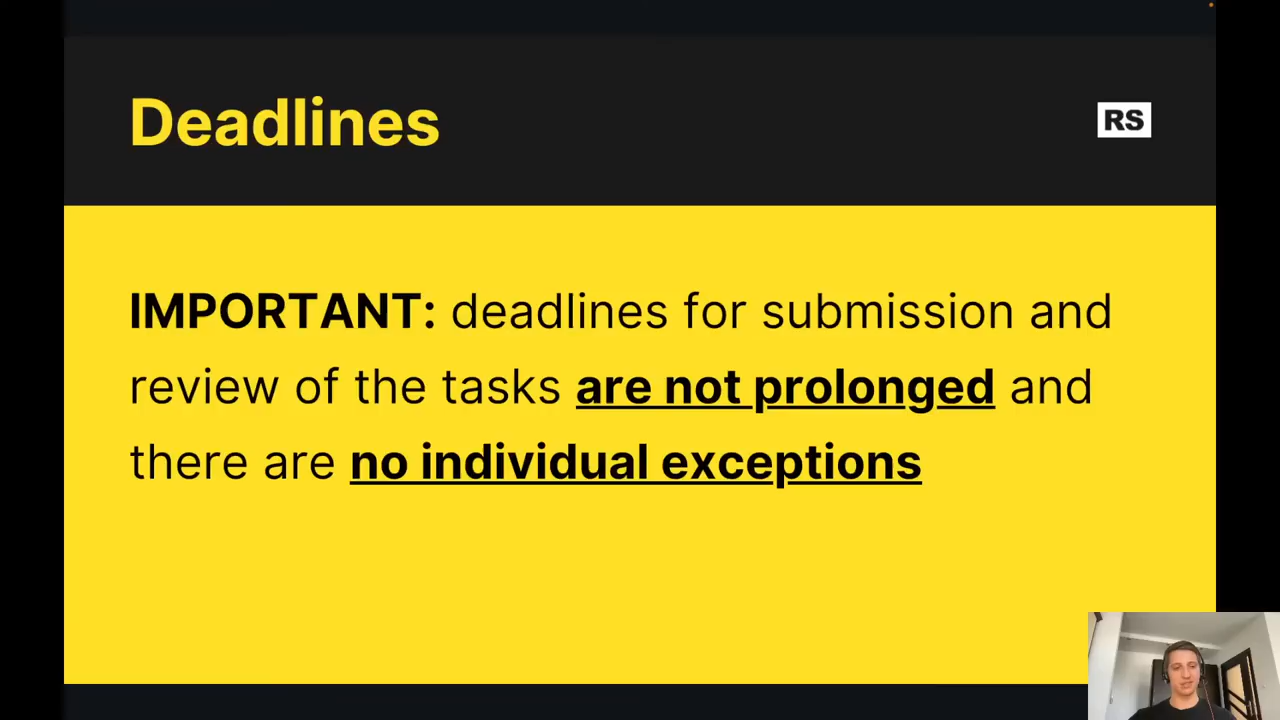 Deadlines
RS
IMPORTANT: deadlines for submission and
review of the tasks are not prolonged and
there are no individual exceptions